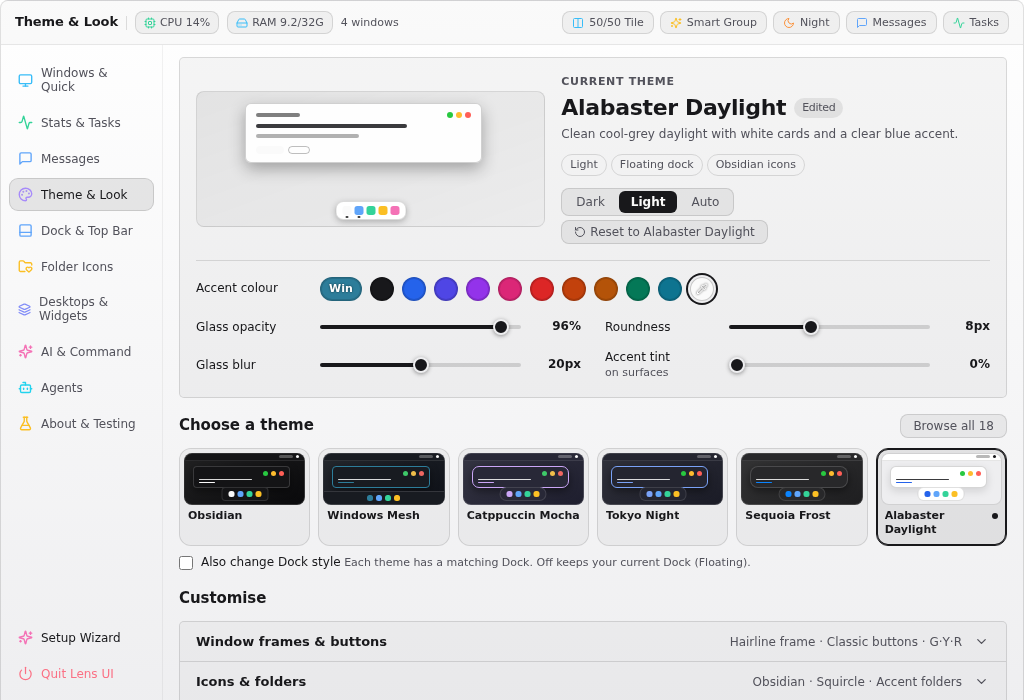 Theme & Look
CPU 14%
RAM 9.2/32G
4 windows
50/50 Tile
Smart Group
Night
Messages
Tasks
Windows & Quick
Stats & Tasks
Messages
Theme & Look
Dock & Top Bar
Folder Icons
Desktops & Widgets
AI & Command
Agents
About & Testing
Setup Wizard
Quit Lens UI
CURRENT THEME
Alabaster Daylight Edited
Clean cool-grey daylight with white cards and a clear blue accent.
Light Floating dock Obsidian icons
Dark Light Auto
Reset to Alabaster Daylight
Accent colour Win
Glass opacity 96%
Roundness 8px
Glass blur 20px
Accent tint on surfaces 0%
Choose a theme
Browse all 18
Obsidian
Windows Mesh
Catppuccin Mocha
Tokyo Night
Sequoia Frost
Alabaster Daylight
Also change Dock style Each theme has a matching Dock. Off keeps your current Dock (Floating).
Customise
Window frames & buttons Hairline frame · Classic buttons · G·Y·R
Icons & folders Obsidian · Squircle · Accent folders